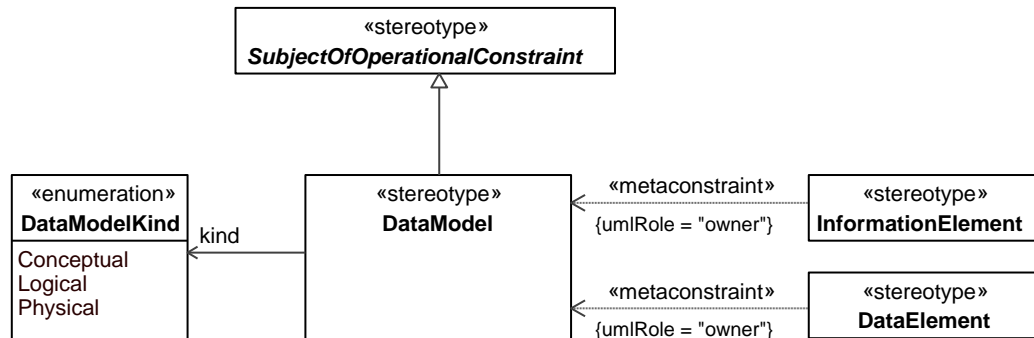 «stereotype»
SubjectOfOperationalConstraint
«enumeration»
DataModelKind
Conceptual
Logical
Physical
kind
«stereotype»
DataModel
«metaconstraint»
{umlRole = "owner"}
«stereotype»
InformationElement
«metaconstraint»
{umlRole = "owner"}
«stereotype»
DataElement